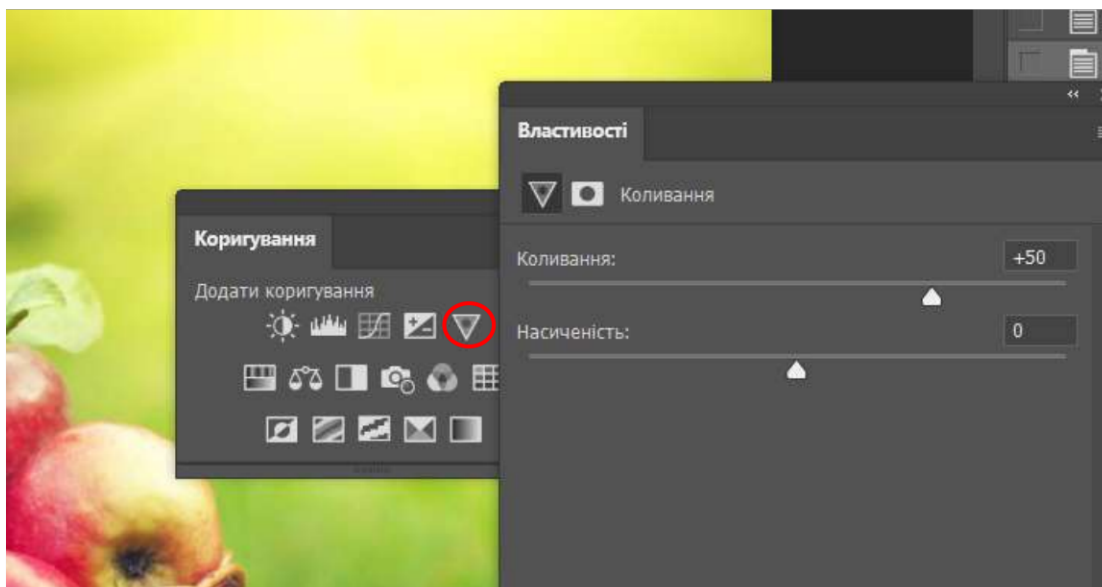 Властивості
Коливання
Коригування
Додати коригування
Коливання:
+50
Насиченість:
0